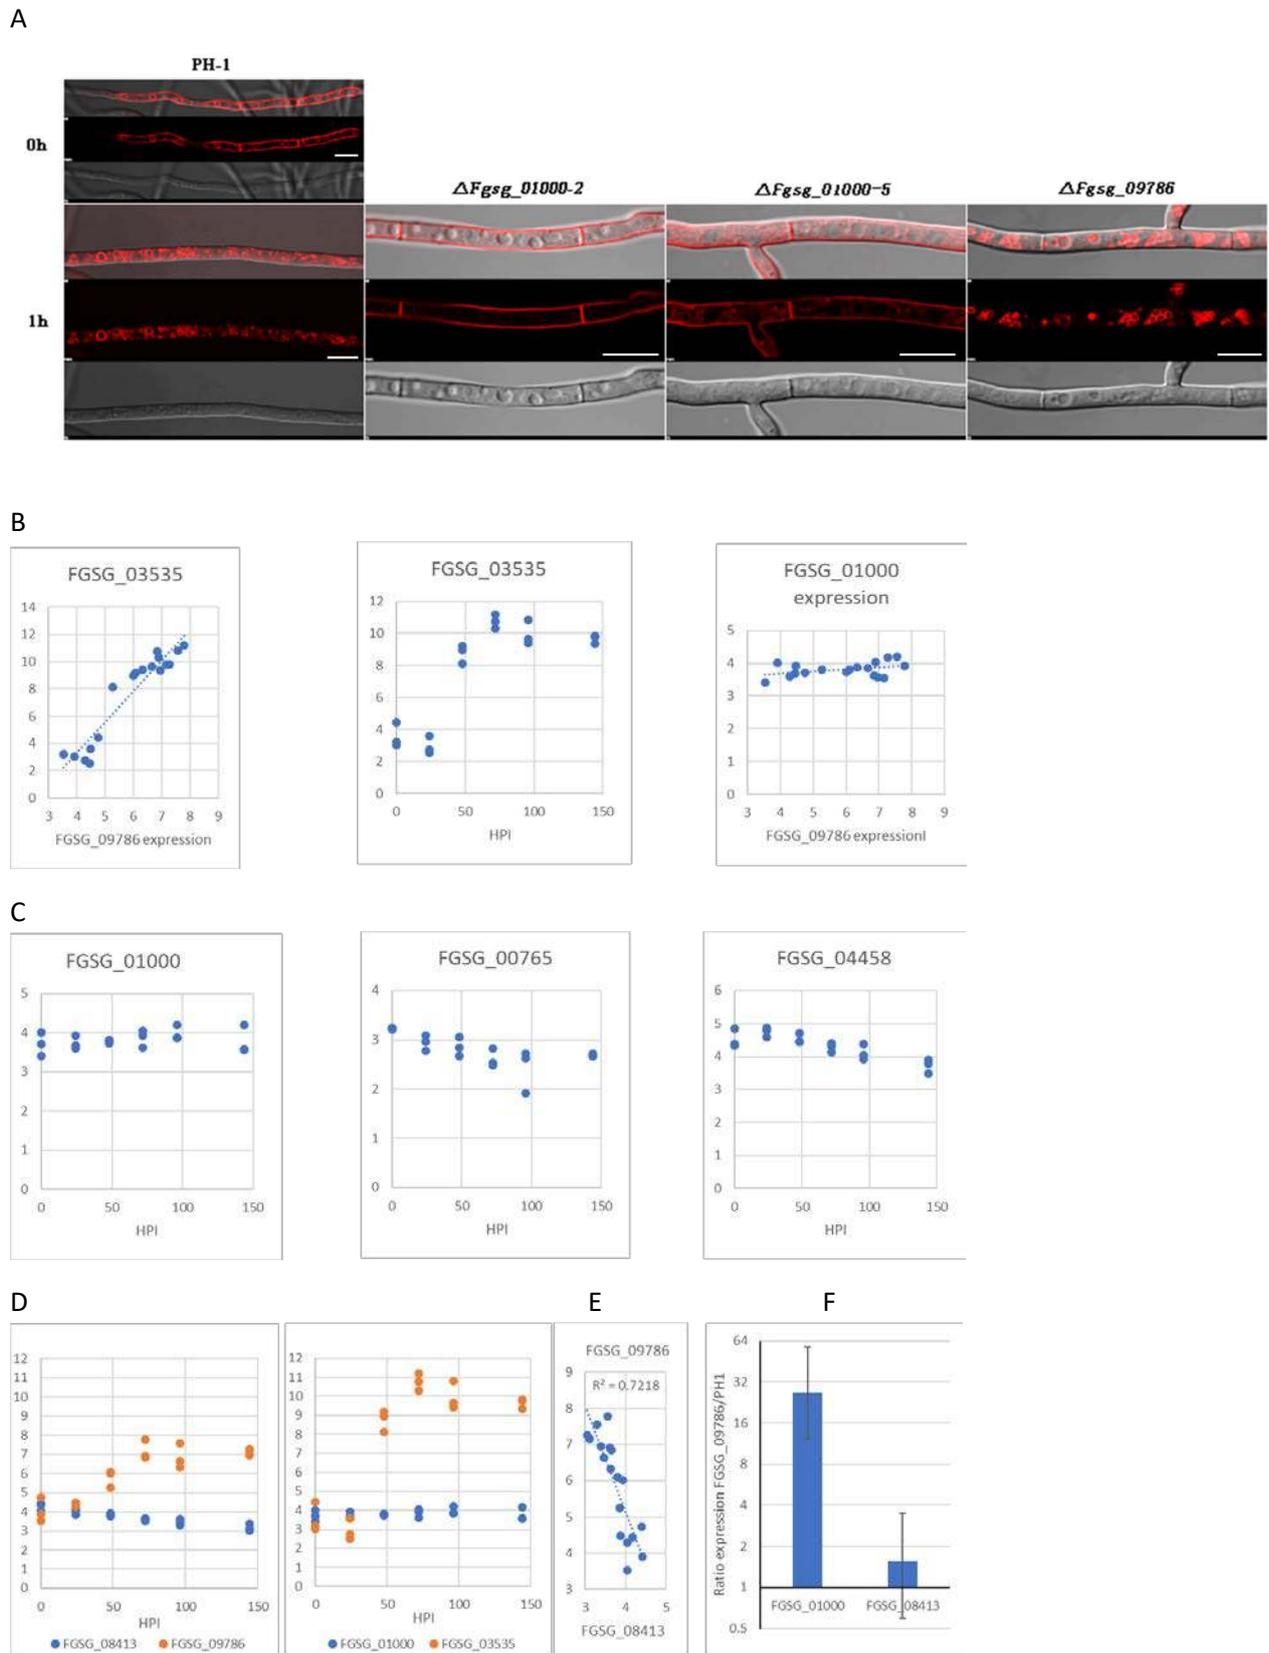 A
PH-1
0h
△Fgsg_01000-2 △Fgsg_01000-5 △Fgsg_09786
1h
B
FGSG_03535
14
12
10
8
6
4
2
0
3 4 5 6 7 8 9
FGSG_09786 expression
FGSG_03535
12
10
8
6
4
2
0
0 50 100 150
HPI
FGSG_01000
expression
5
4
3
2
1
0
3 4 5 6 7 8 9
FGSG_09786 expressionl
C
FGSG_01000
5
4
3
2
1
0
0 50 100 150
HPI
FGSG_00765
4
3
2
1
0
0 50 100 150
HPI
FGSG_04458
6
5
4
3
2
1
0
0 50 100 150
HPI
D
12
11
10
9
8
7
6
5
4
3
2
1
0
0 50 100 150
HPI
FGSG_08413 FGSG_09786
12
11
10
9
8
7
6
5
4
3
2
1
0
0 50 100 150
HPI
FGSG_01000 FGSG_03535
E
FGSG_09786
R² = 0.7218
9
8
7
6
5
4
3
3 4 5
FGSG_08413
F
Ratio expression FGSG_09786/PH1
64
32
16
8
4
2
1
0.5
FGSG_01000 FGSG_08413